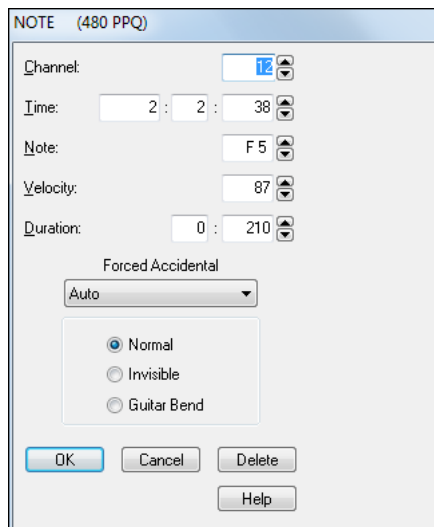 NOTE (480 PPQ)
Channel: 12
Time: 2 : 2 : 38
Note: F 5
Velocity: 87
Duration: 0 : 210
Forced Accidental
Auto
Normal
Invisible
Guitar Bend
OK Cancel Delete
Help